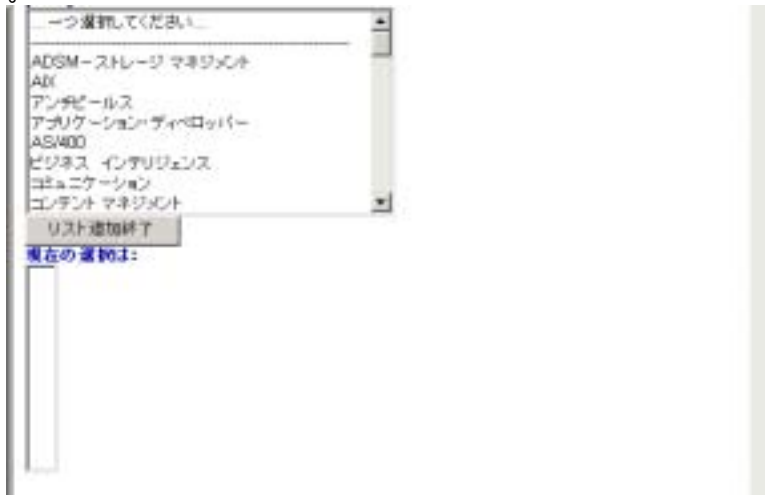 ...一つ選択してください...
ADSM－ストレージ マネジメント
AIX
アンチビールス
アプリケーション・ディベロッパー
AS/400
ビジネス インテリジェンス
コミュニケーション
コンテント マネジメント
リスト追加終了
現在の選択は: